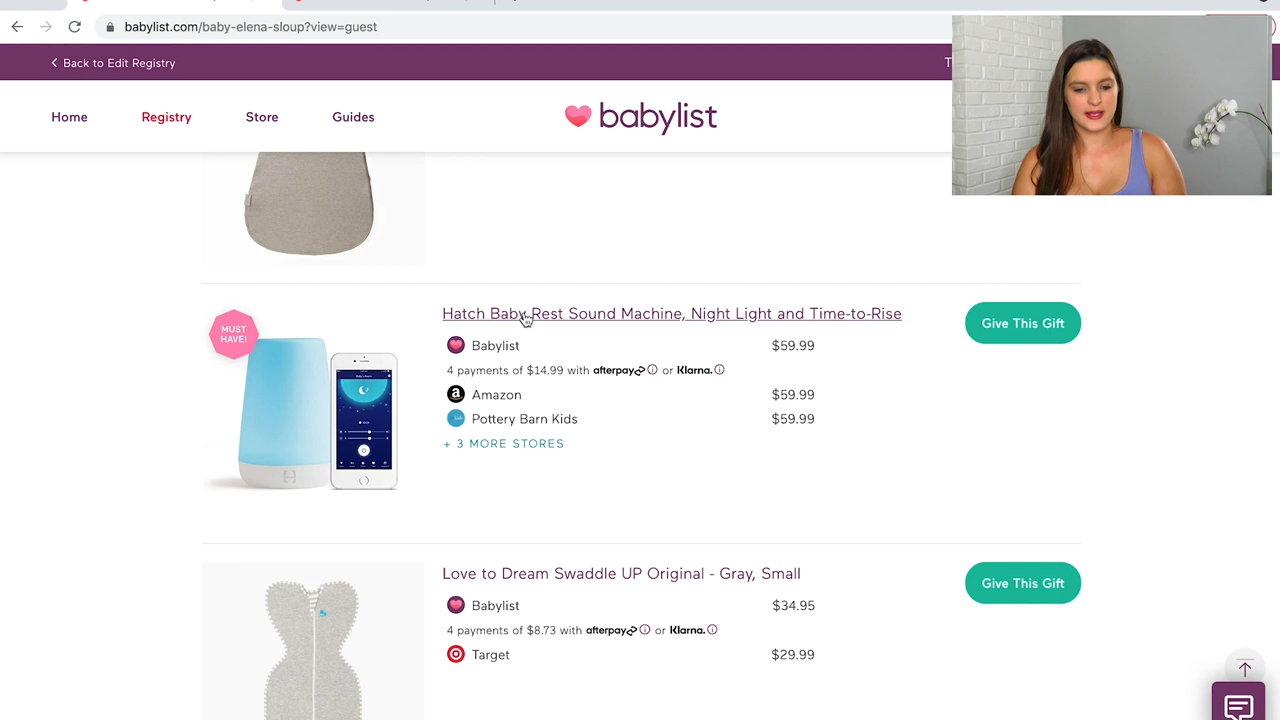 babylist.com/baby-elena-sloup?view=guest
Back to Edit Registry
T
Home
Registry
Store
Guides
babylist
MUST
HAVE!
Hatch Baby Rest Sound Machine, Night Light and Time-to-Rise
Give This Gift
Babylist
$59.99
4 payments of $14.99 with afterpay or Klarna.
Amazon
$59.99
Pottery Barn Kids
$59.99
+ 3 MORE STORES
Love to Dream Swaddle UP Original - Gray, Small
Give This Gift
Babylist
$34.95
4 payments of $8.73 with afterpay or Klarna.
Target
$29.99